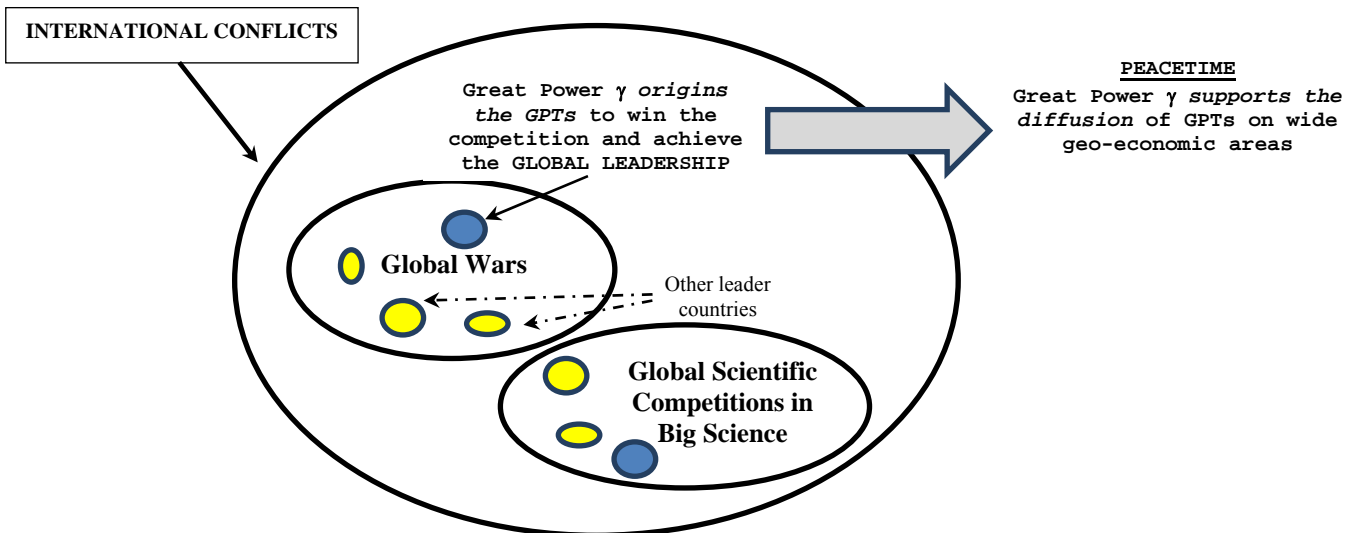 INTERNATIONAL CONFLICTS
Great Power γ origins
the GPTs to win the
competition and achieve
the GLOBAL LEADERSHIP
PEACETIME
Great Power γ supports the
diffusion of GPTs on wide
geo-economic areas
Global Wars
Other leader
countries
Global Scientific
Competitions in
Big Science